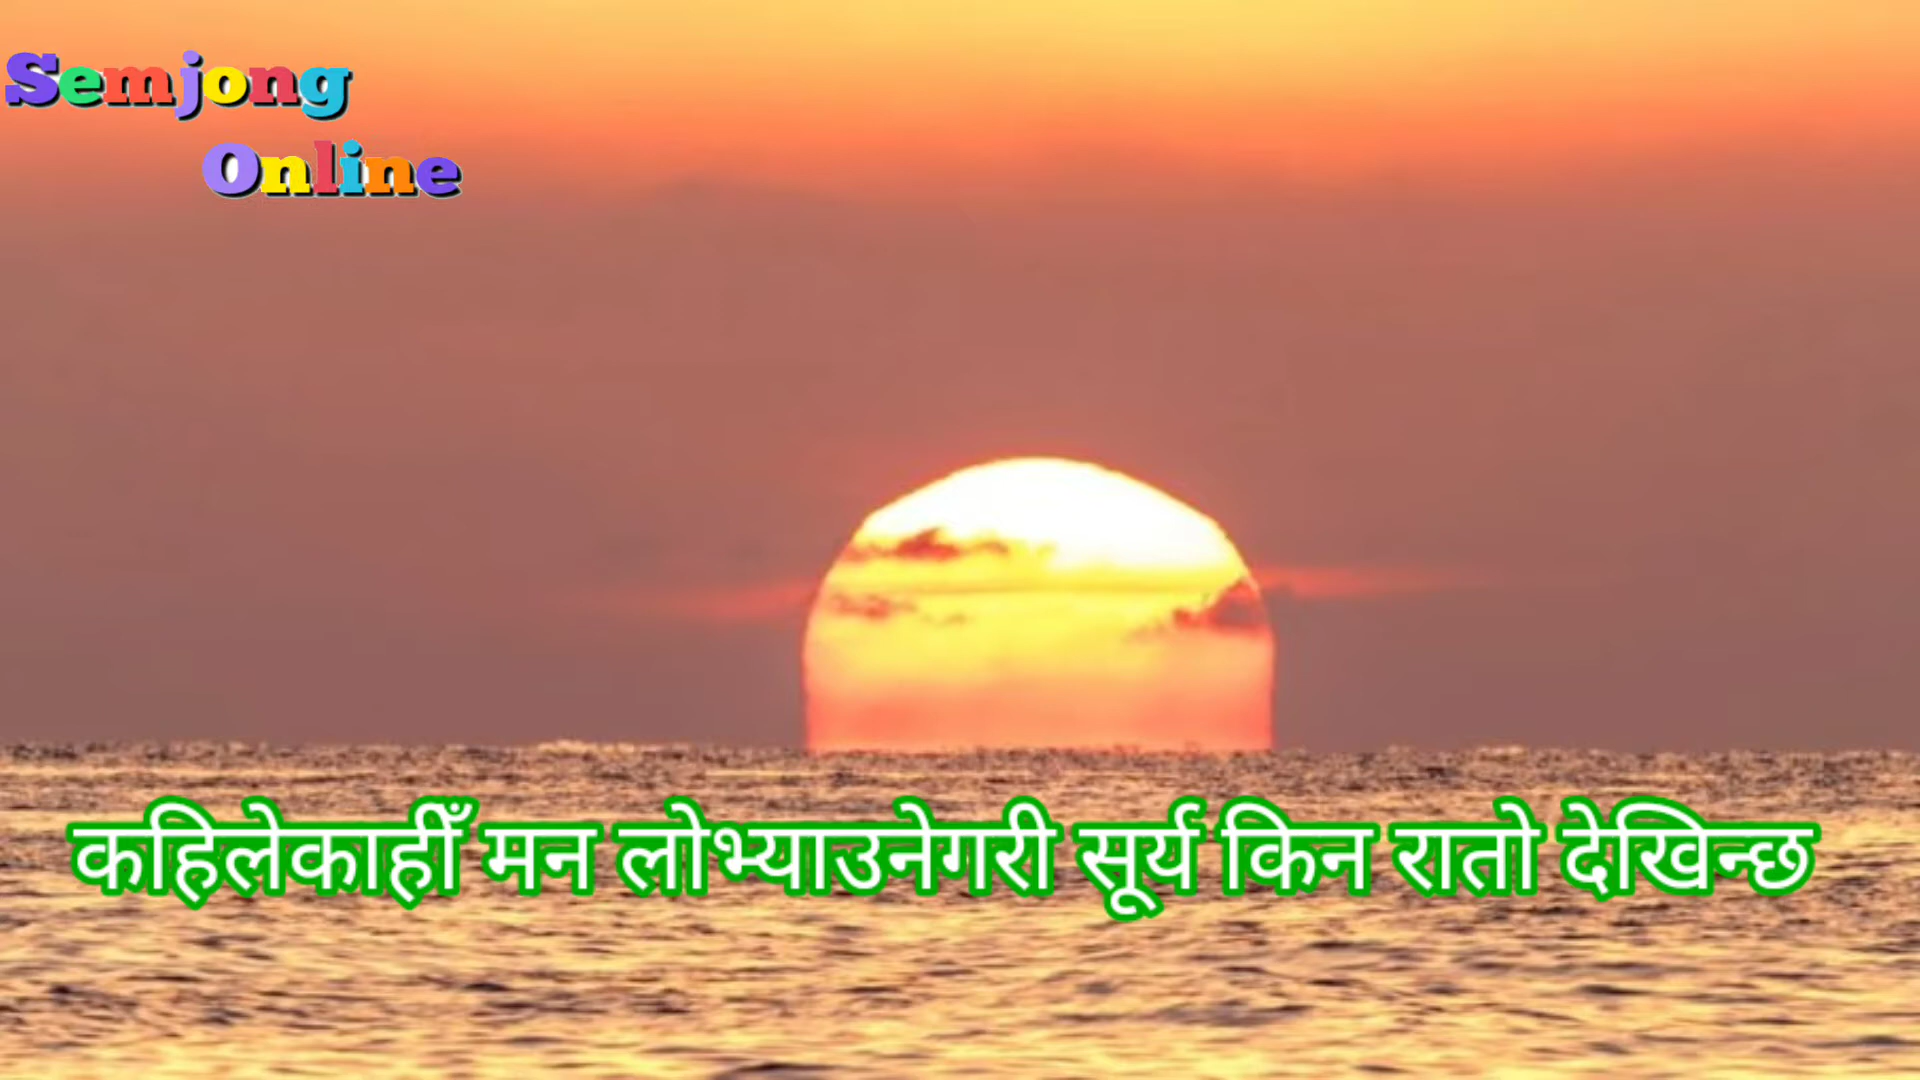 Semjong
Online
कहिलेकाहीँ मन लोभ्याउनेगरी सूर्य किन रातो देखिन्छ